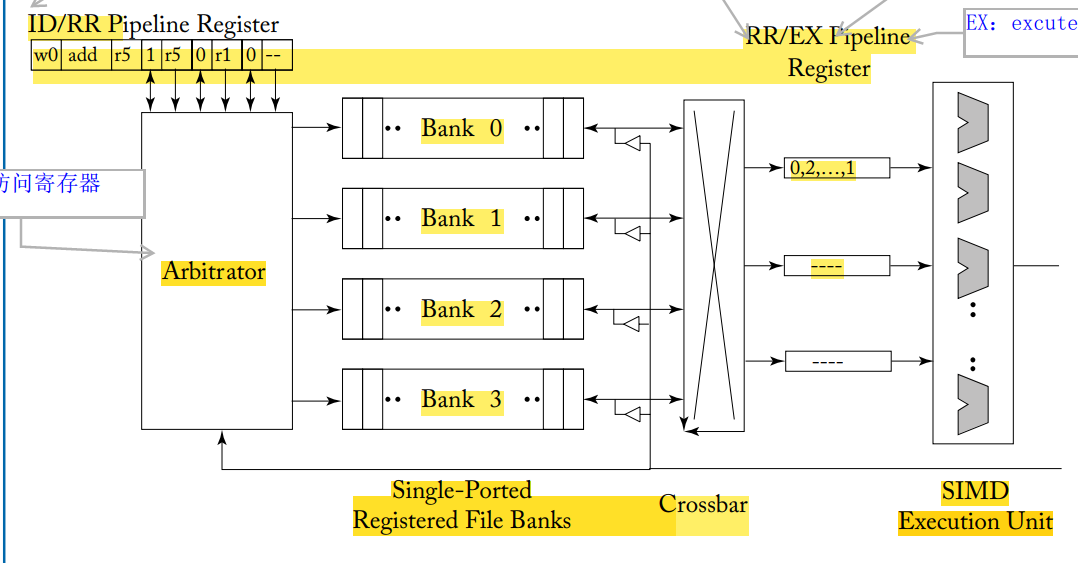 ID/RR Pipeline Register
w0 add r5 1 r5 0 r1 0 --
RR/EX Pipeline
Register
EX: excute
访问寄存器
Arbitrator
Bank 0
Bank 1
Bank 2
Bank 3
0,2,...,1
----
----
Single-Ported
Registered File Banks
Crossbar
SIMD
Execution Unit